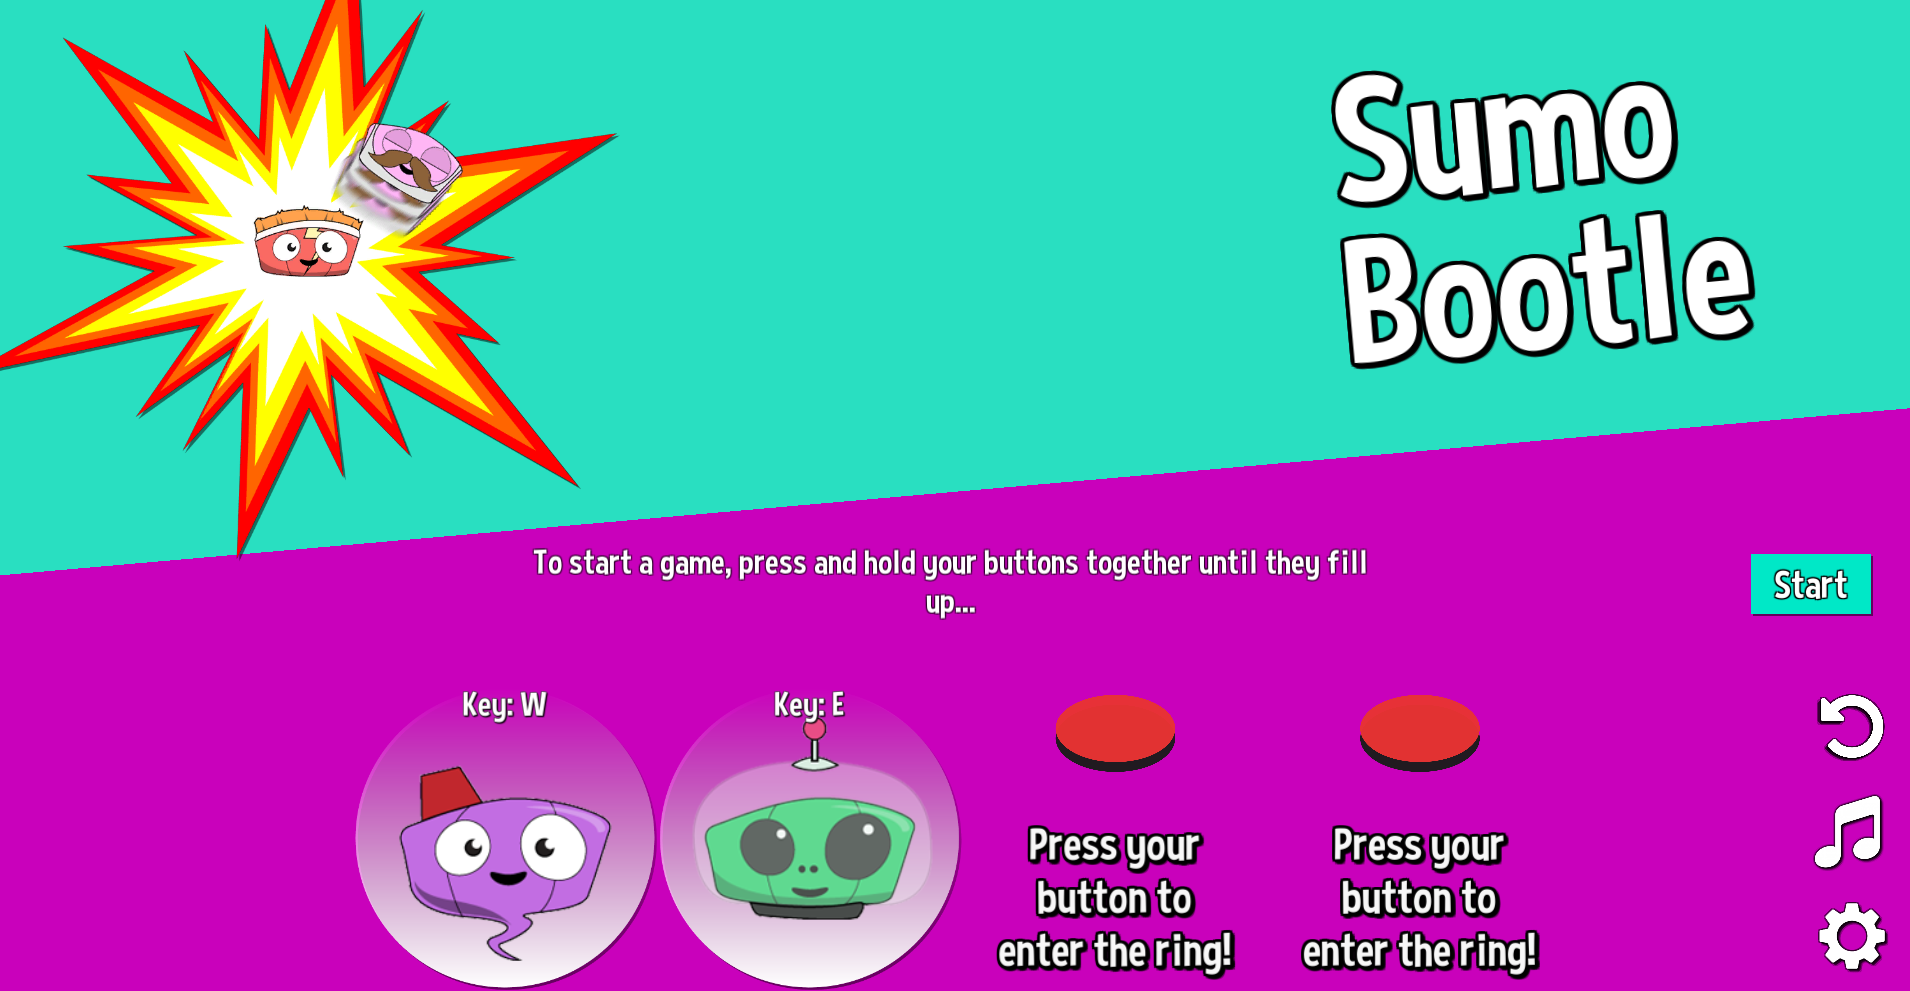 Sumo
Bootle
To start a game, press and hold your buttons together until they fill
up...
Start
Key: W
Key: E
Press your
button to
enter the ring!
Press your
button to
enter the ring!